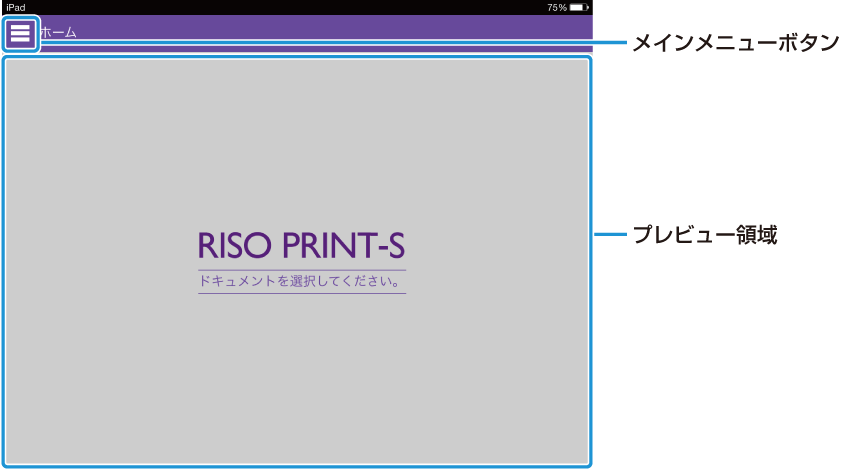 iPad 75%
ホーム
メインメニューボタン
プレビュー領域
RISO PRINT-S
ドキュメントを選択してください。